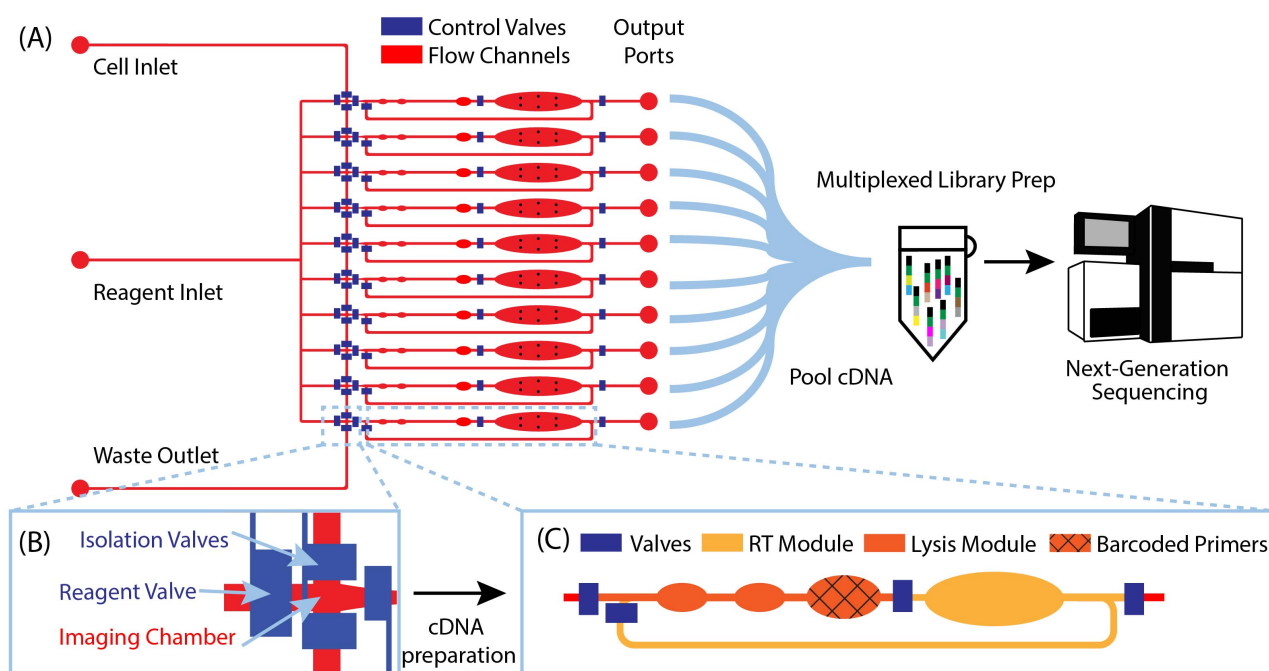 (A)
Control Valves
Flow Channels
Output
Ports
Cell Inlet
Reagent Inlet
Waste Outlet
Multiplexed Library Prep
Pool cDNA
Next-Generation
Sequencing
(B)
Isolation Valves
Reagent Valve
Imaging Chamber
cDNA
preparation
(C)
Valves
RT Module
Lysis Module
Barcoded Primers